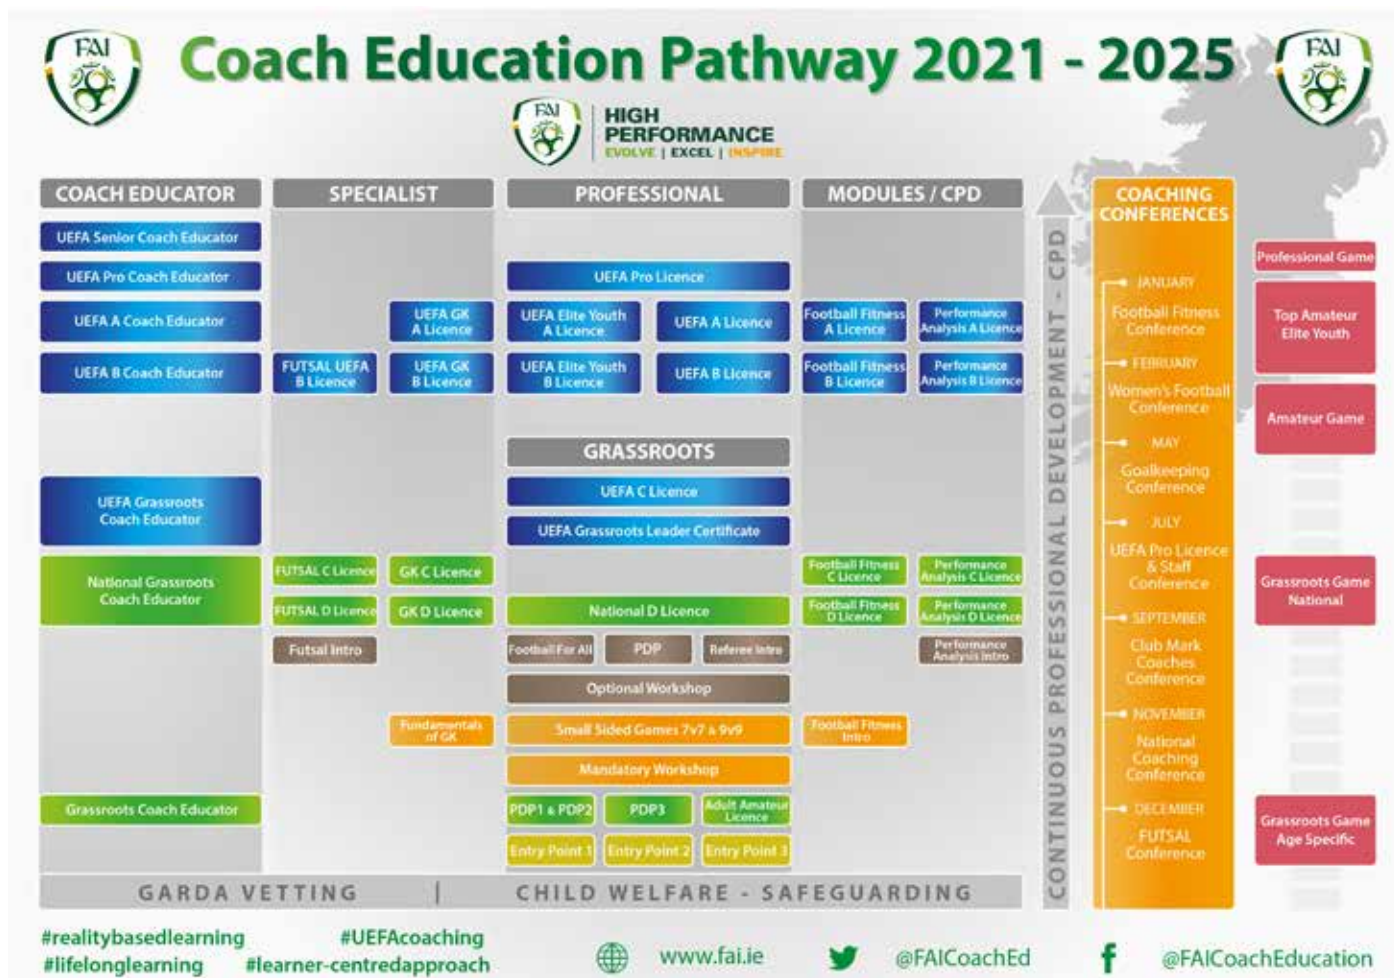 FAI
Coach Education Pathway 2021 - 2025
FAI
FAI
HIGH
PERFORMANCE
EVOLVE | EXCEL | INSPIRE
COACH EDUCATOR
UEFA Senior Coach Educator
UEFA Pro Coach Educator
UEFA A Coach Educator
UEFA B Coach Educator
UEFA Grassroots
Coach Educator
National Grassroots
Coach Educator
Grassroots Coach Educator
SPECIALIST
UEFA GK
A Licence
FUTSAL UEFA
B Licence
UEFA GK
B Licence
FUTSAL C Licence
GK C Licence
FUTSAL D Licence
GK D Licence
Futsal Intro
Fundamentals
of GK
PROFESSIONAL
UEFA Pro Licence
UEFA Elite Youth
A Licence
UEFA A Licence
UEFA Elite Youth
B Licence
UEFA B Licence
GRASSROOTS
UEFA C Licence
UEFA Grassroots Leader Certificate
National D Licence
Football For All
PDP
Referee Intro
Optional Workshop
Small Sided Games 7v7 & 9v9
Mandatory Workshop
PDP1 & PDP2
PDP3
Adult Amateur
Licence
Entry Point 1
Entry Point 2
Entry Point 3
MODULES / CPD
Football Fitness
A Licence
Performance
Analysis A Licence
Football Fitness
B Licence
Performance
Analysis B Licence
Football Fitness
C Licence
Performance
Analysis C Licence
Football Fitness
D Licence
Performance
Analysis D Licence
Performance
Analysis Intro
Football Fitness
Intro
GARDA VETTING | CHILD WELFARE - SAFEGUARDING
CONTINUOUS PROFESSIONAL DEVELOPMENT - CPD
COACHING
CONFERENCES
JANUARY
Football Fitness
Conference
FEBRUARY
Women's Football
Conference
MAY
Goalkeeping
Conference
JULY
UEFA Pro Licence
& Staff
Conference
SEPTEMBER
Club Mark
Coaches
Conference
NOVEMBER
National
Coaching
Conference
DECEMBER
FUTSAL
Conference
Professional Game
Top Amateur
Elite Youth
Amateur Game
Grassroots Game
National
Grassroots Game
Age Specific
#realitybasedlearning #UEFAcoaching
#lifelonglearning #learner-centredapproach
www.fai.ie
@FAICoachEd
@FAICoachEducation